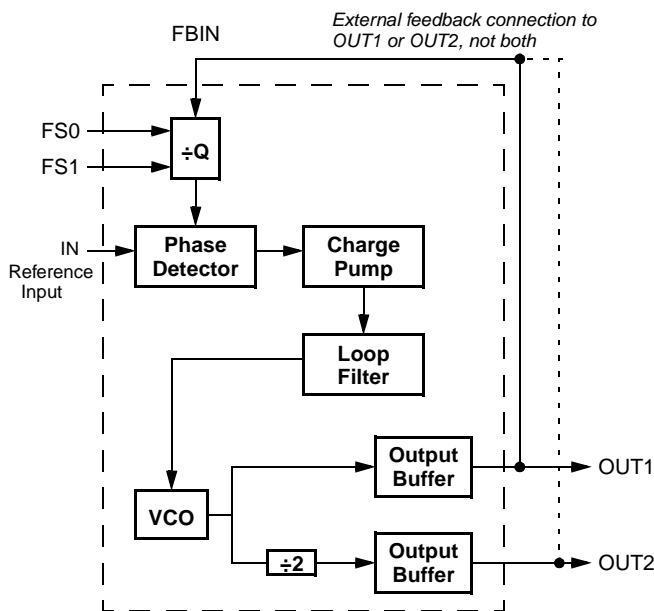 External feedback connection to
OUT1 or OUT2, not both
FBIN
FS0
FS1
÷Q
IN
Reference
Input
Phase
Detector
Charge
Pump
Loop
Filter
Output
Buffer
OUT1
VCO
÷2
Output
Buffer
OUT2